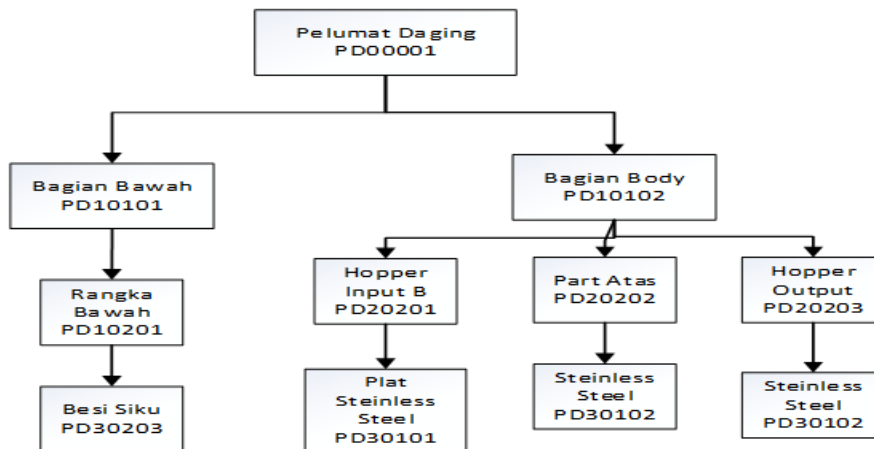 Pelumat Daging
PD00001
Bagian Bawah
PD10101
Bagian Body
PD10102
Rangka
Bawah
PD10201
Hopper
Input B
PD20201
Part Atas
PD20202
Hopper
Output
PD20203
Besi Siku
PD30203
Plat
Steinless
Steel
PD30101
Steinless
Steel
PD30102
Steinless
Steel
PD30102